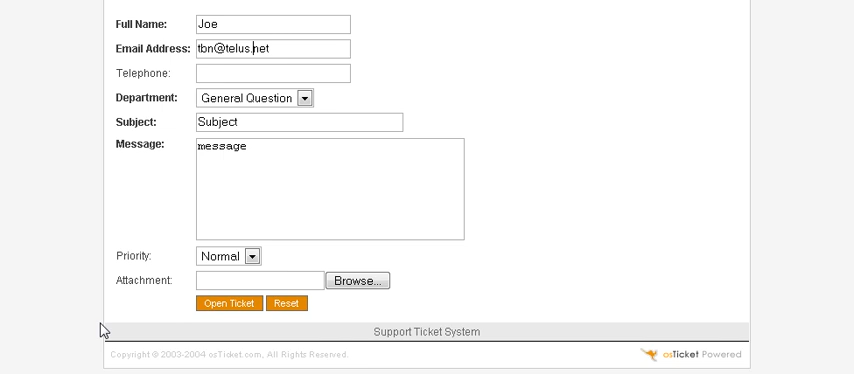 Full Name: Joe
Email Address: tbn@telus.net
Telephone:
Department: General Question
Subject: Subject
Message: message
Priority: Normal
Attachment: Browse...
Open Ticket Reset
Support Ticket System
Copyright © 2003-2004 osTicket.com, All Rights Reserved. osTicket Powered